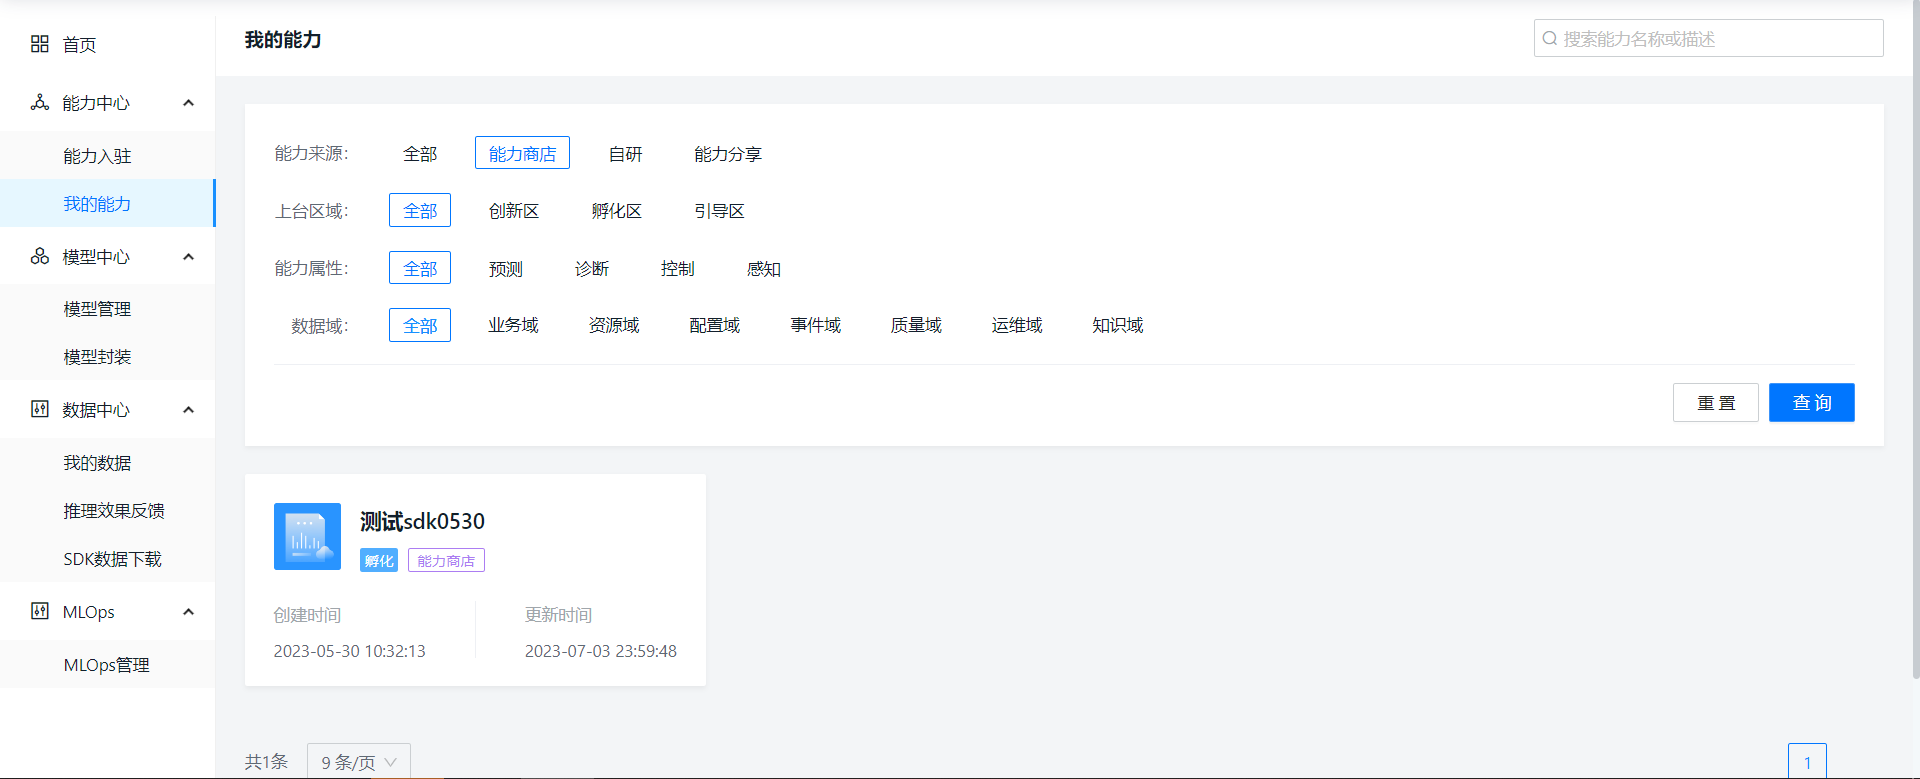 首页
能力中心
能力入驻
我的能力
模型中心
模型管理
模型封装
数据中心
我的数据
推理效果反馈
SDK数据下载
MLOps
MLOps管理
我的能力
搜索能力名称或描述
能力来源: 全部 能力商店 自研 能力分享
上台区域: 全部 创新区 孵化区 引导区
能力属性: 全部 预测 诊断 控制 感知
数据域: 全部 业务域 资源域 配置域 事件域 质量域 运维域 知识域
重置 查询
测试sdk0530
孵化 能力商店
创建时间 更新时间
2023-05-30 10:32:13 2023-07-03 23:59:48
共1条 9 条/页 1